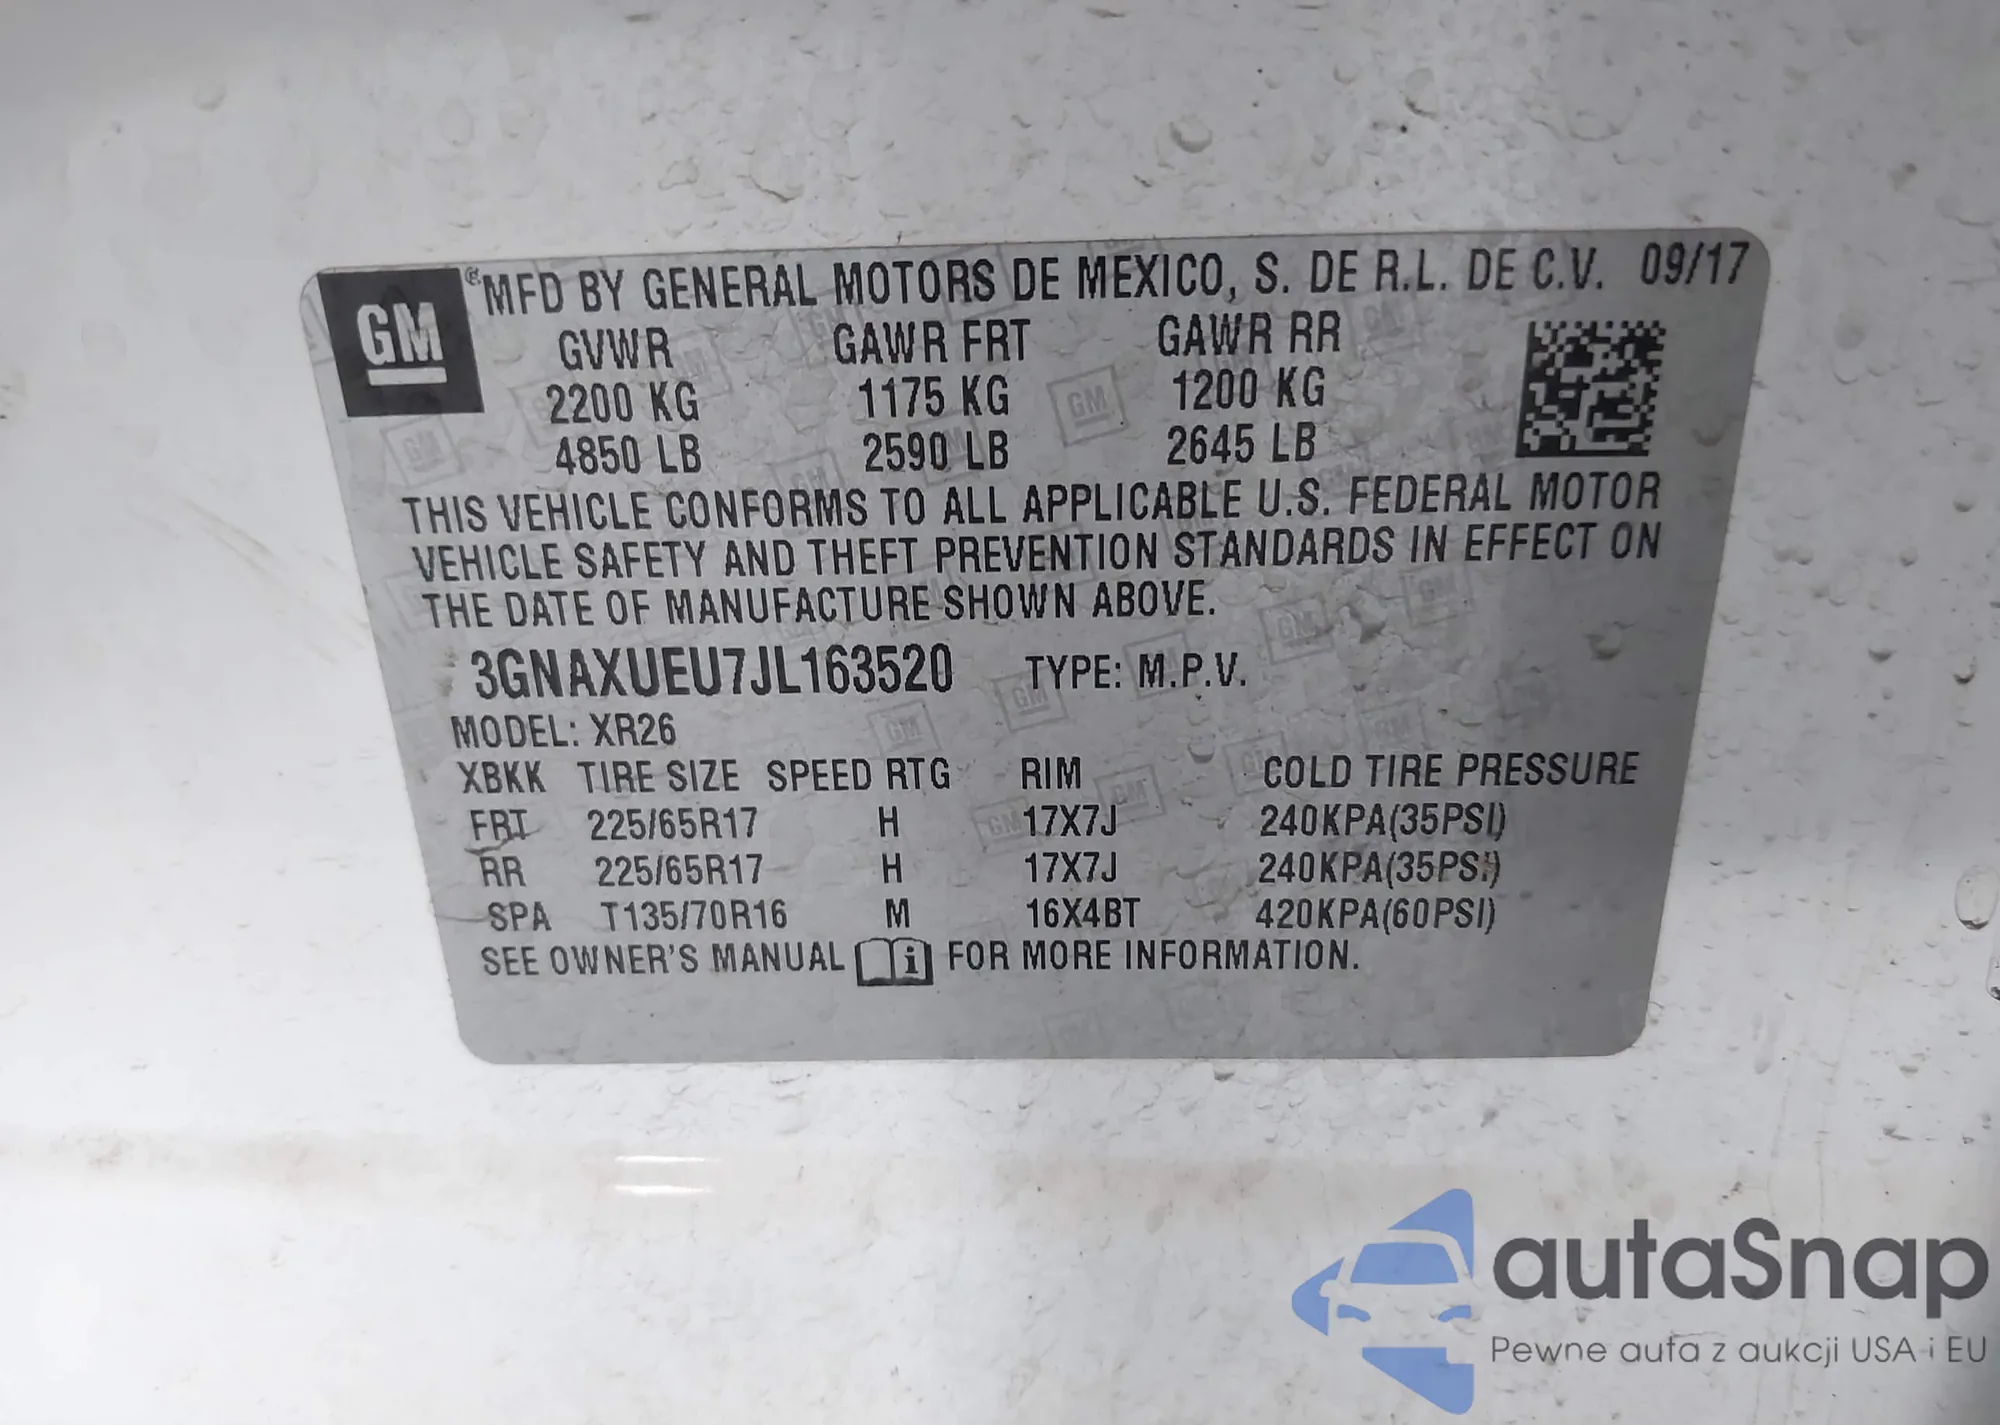 GM
® MFD BY GENERAL MOTORS DE MEXICO, S. DE R.L. DE C.V. 09/17
GVWR GAWR FRT GAWR RR
2200 KG 1175 KG 1200 KG
4850 LB 2590 LB 2645 LB
THIS VEHICLE CONFORMS TO ALL APPLICABLE U.S. FEDERAL MOTOR
VEHICLE SAFETY AND THEFT PREVENTION STANDARDS IN EFFECT ON
THE DATE OF MANUFACTURE SHOWN ABOVE.
3GNAXUEU7JL163520 TYPE: M.P.V.
MODEL: XR26
XBKK TIRE SIZE SPEED RTG RIM COLD TIRE PRESSURE
FRT 225/65R17 H 17X7J 240KPA(35PSI)
RR 225/65R17 H 17X7J 240KPA(35PSI)
SPA T135/70R16 M 16X4BT 420KPA(60PSI)
SEE OWNER'S MANUAL i FOR MORE INFORMATION.
autaSnap
Pewne auta z aukcji USA i EU